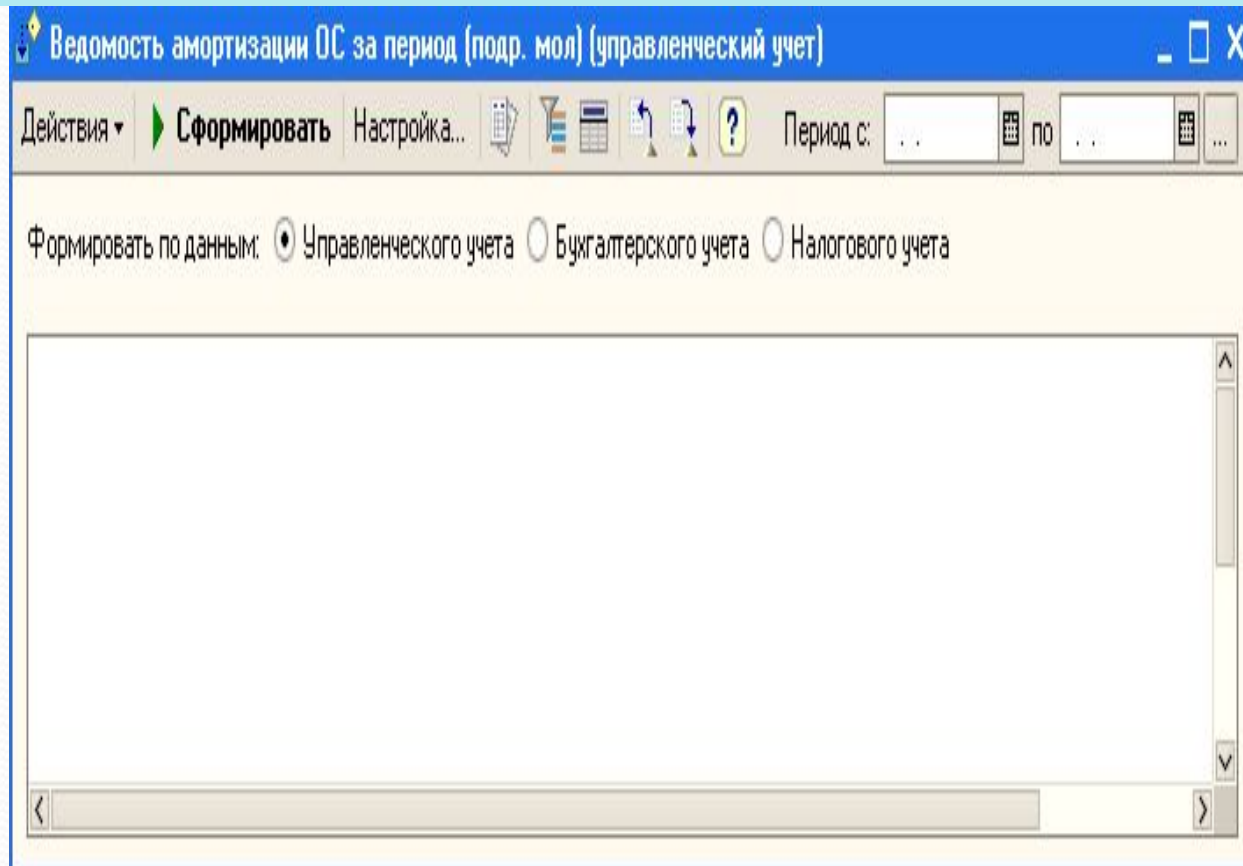 Ведомость амортизации ОС за период (подр. мол) (управленческий учет)
Действия Сформировать Настройка... ? Период с: . . по . . ...
Формировать по данным: Управленческого учета Бухгалтерского учета Налогового учета